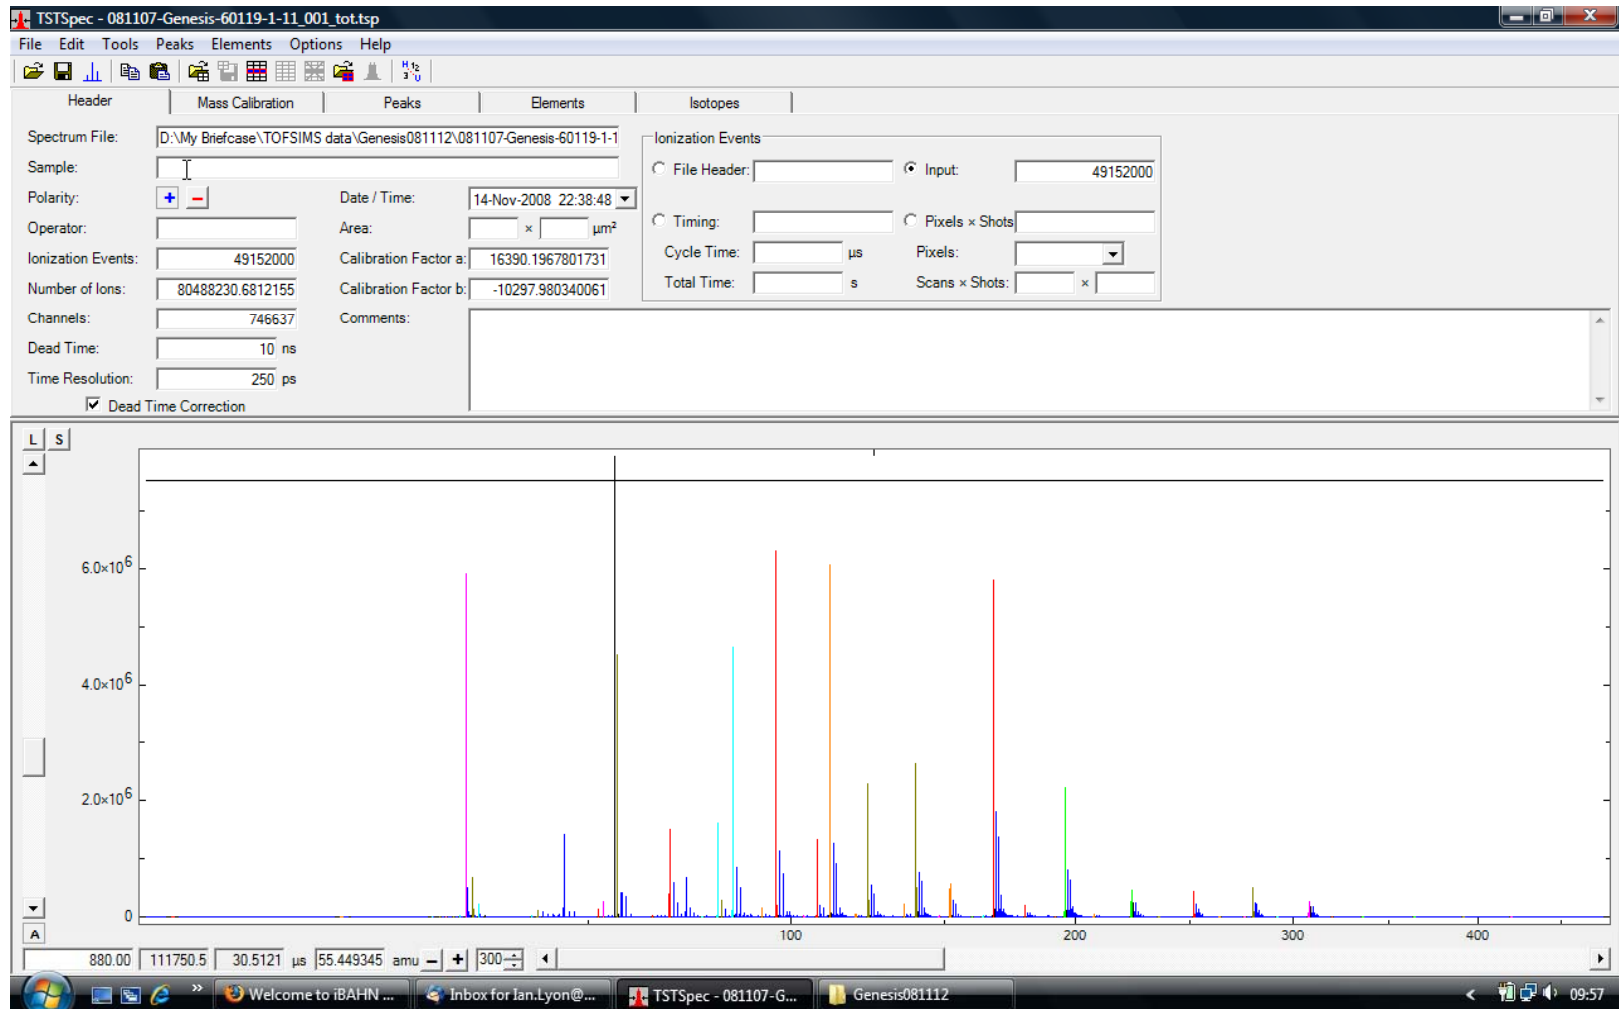 TSTSpec - 081107-Genesis-60119-1-11_001_tot.tsp
File Edit Tools Peaks Elements Options Help
Header Mass Calibration Peaks Elements Isotopes
Spectrum File: D:\My Briefcase\TOFSIMS data\Genesis081112\081107-Genesis-60119-1-1
Sample:
Polarity: + − Date / Time: 14-Nov-2008 22:38:48
Operator: Area: × µm²
Ionization Events: 49152000 Calibration Factor a: 16390.1967801731
Number of Ions: 80488230.6812155 Calibration Factor b: -10297.980340061
Channels: 746637 Comments:
Dead Time: 10 ns
Time Resolution: 250 ps
Dead Time Correction
Ionization Events
File Header: Input: 49152000
Timing: Pixels × Shots
Cycle Time: µs Pixels:
Total Time: s Scans × Shots: ×
L S
6.0×10⁶
4.0×10⁶
2.0×10⁶
0
A
100 200 300 400
880.00 111750.5 30.5121 µs 55.449345 amu − + 300
» Welcome to iBAHN ... Inbox for Ian.Lyon@... TSTSpec - 081107-G... Genesis081112 < 09:57